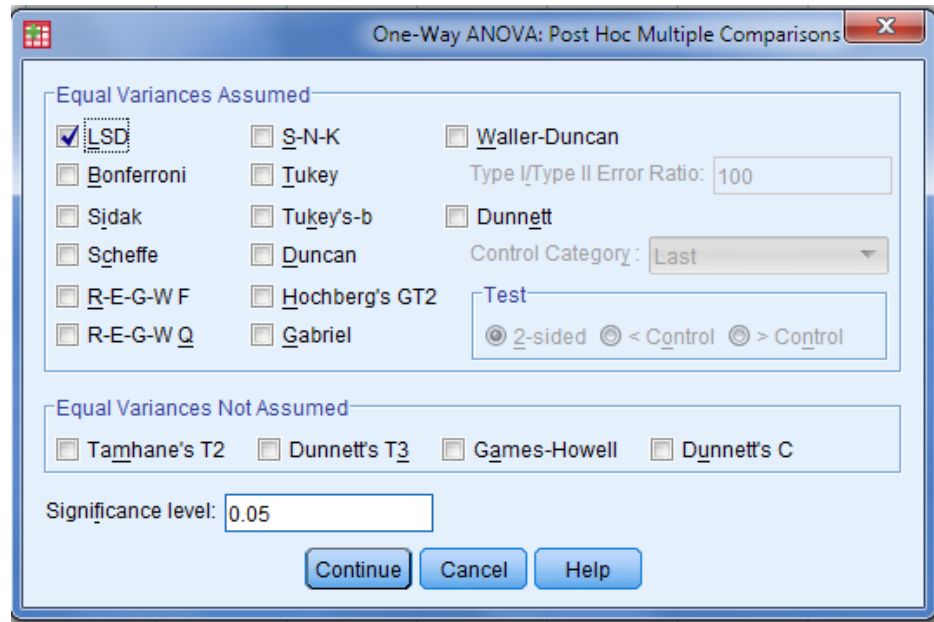 One-Way ANOVA: Post Hoc Multiple Comparisons
Equal Variances Assumed
LSD S-N-K Waller-Duncan
Bonferroni Tukey Type I/Type II Error Ratio: 100
Sidak Tukey's-b Dunnett
Scheffe Duncan Control Category: Last
R-E-G-W F Hochberg's GT2 Test
R-E-G-W Q Gabriel 2-sided < Control > Control
Equal Variances Not Assumed
Tamhane's T2 Dunnett's T3 Games-Howell Dunnett's C
Significance level: 0.05
Continue Cancel Help